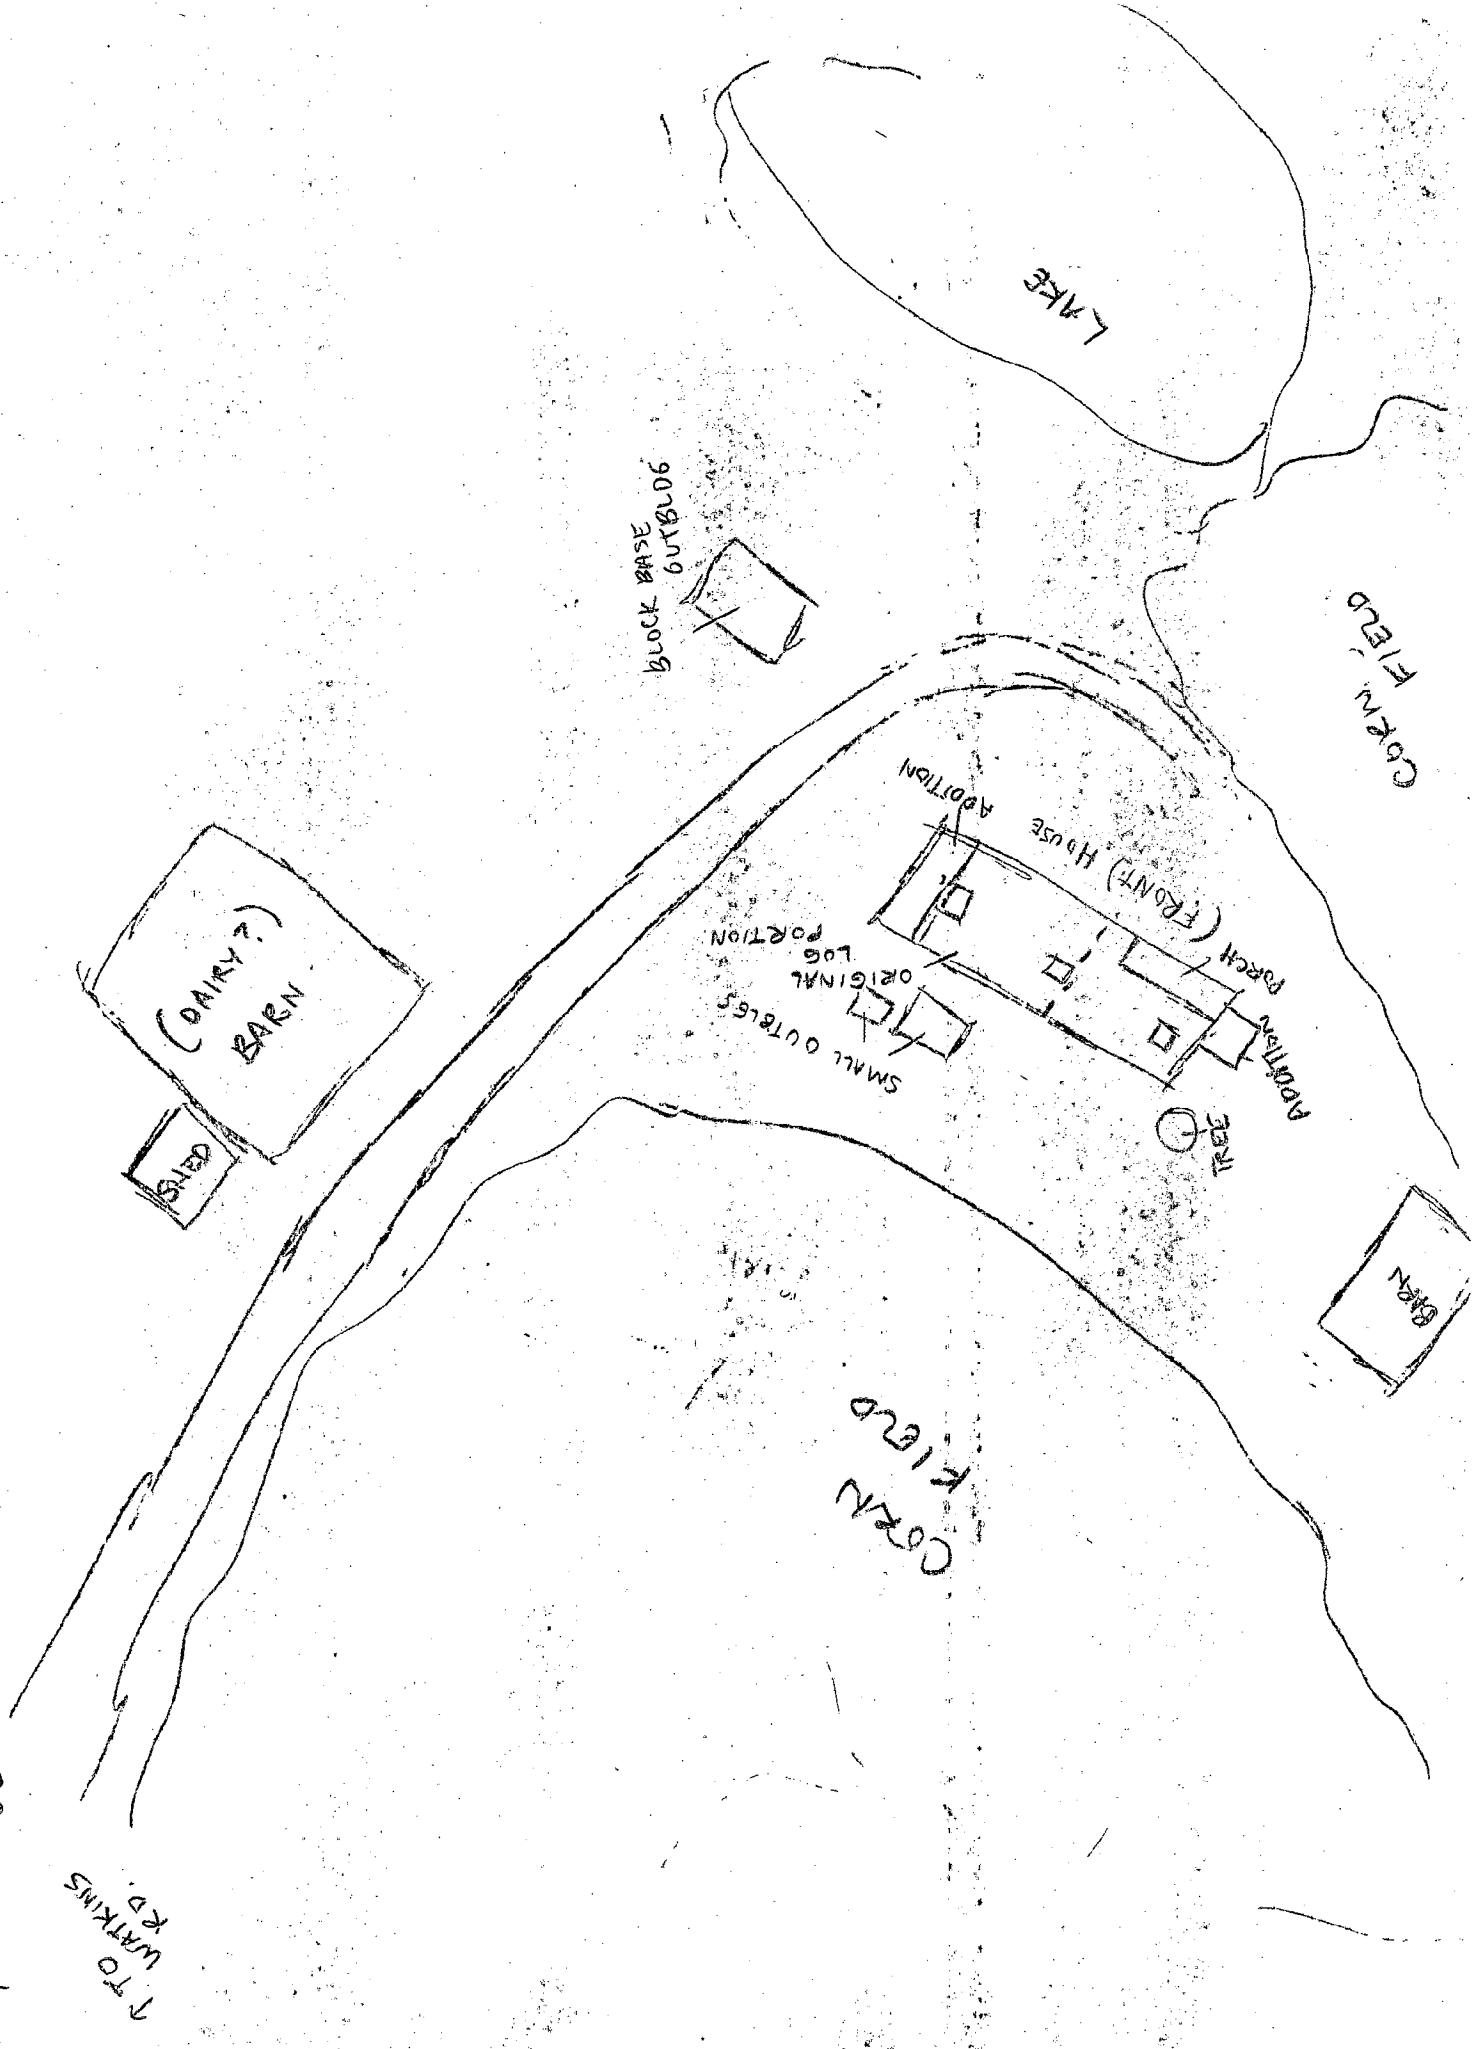 LAKE
BLOCK BASE
OUTBLDG
CORN FIELD
ADDITION
(FRONT) HOUSE
PORCH
ADDITION
ORIGINAL
LOG
PORTION
SMALL OUTBLGS
TREE
(DAIRY?)
BARN
SHED
BARN
CORN
FIELD
↑ TO
WATKINS
RD.